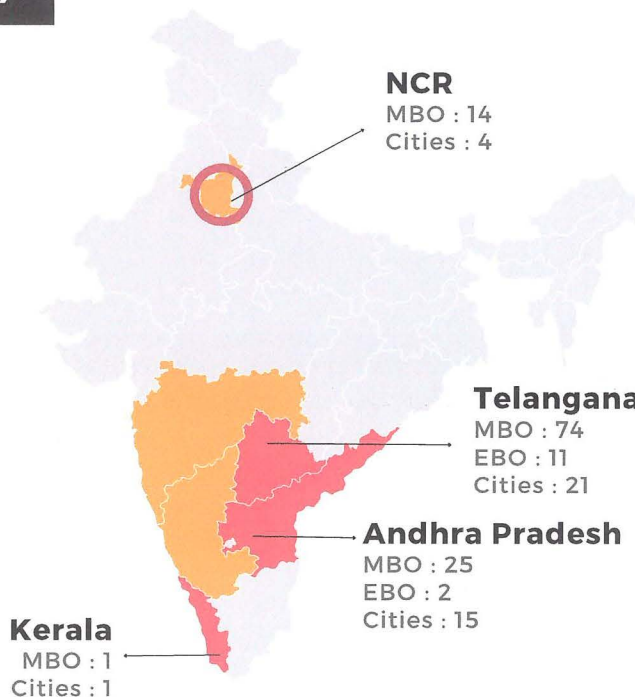 NCR
MBO : 14
Cities : 4
Telangana
MBO : 74
EBO : 11
Cities : 21
Andhra Pradesh
MBO : 25
EBO : 2
Cities : 15
Kerala
MBO : 1
Cities : 1